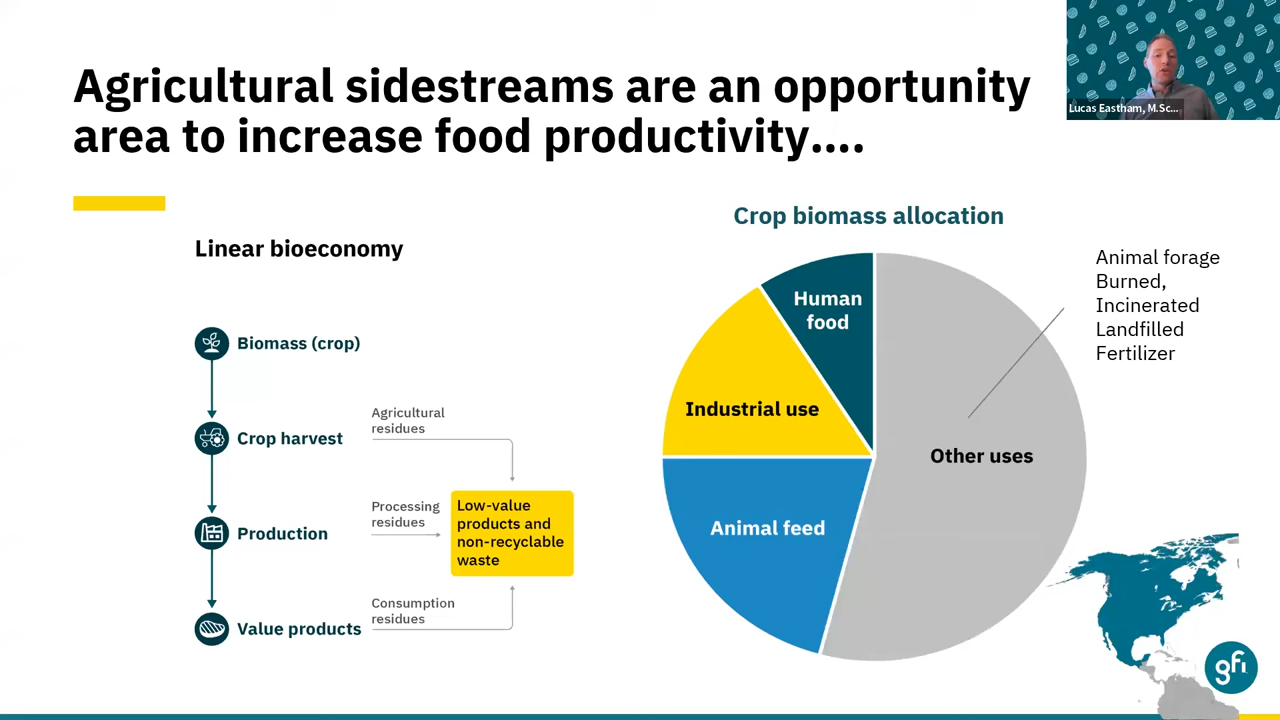 Agricultural sidestreams are an opportunity
area to increase food productivity....
Lucas Eastham, M.Sc...
Linear bioeconomy
Biomass (crop)
Crop harvest
Agricultural
residues
Production
Processing
residues
Low-value
products and
non-recyclable
waste
Value products
Consumption
residues
Crop biomass allocation
Human
food
Industrial use
Animal feed
Other uses
Animal forage
Burned,
Incinerated
Landfilled
Fertilizer
gfi